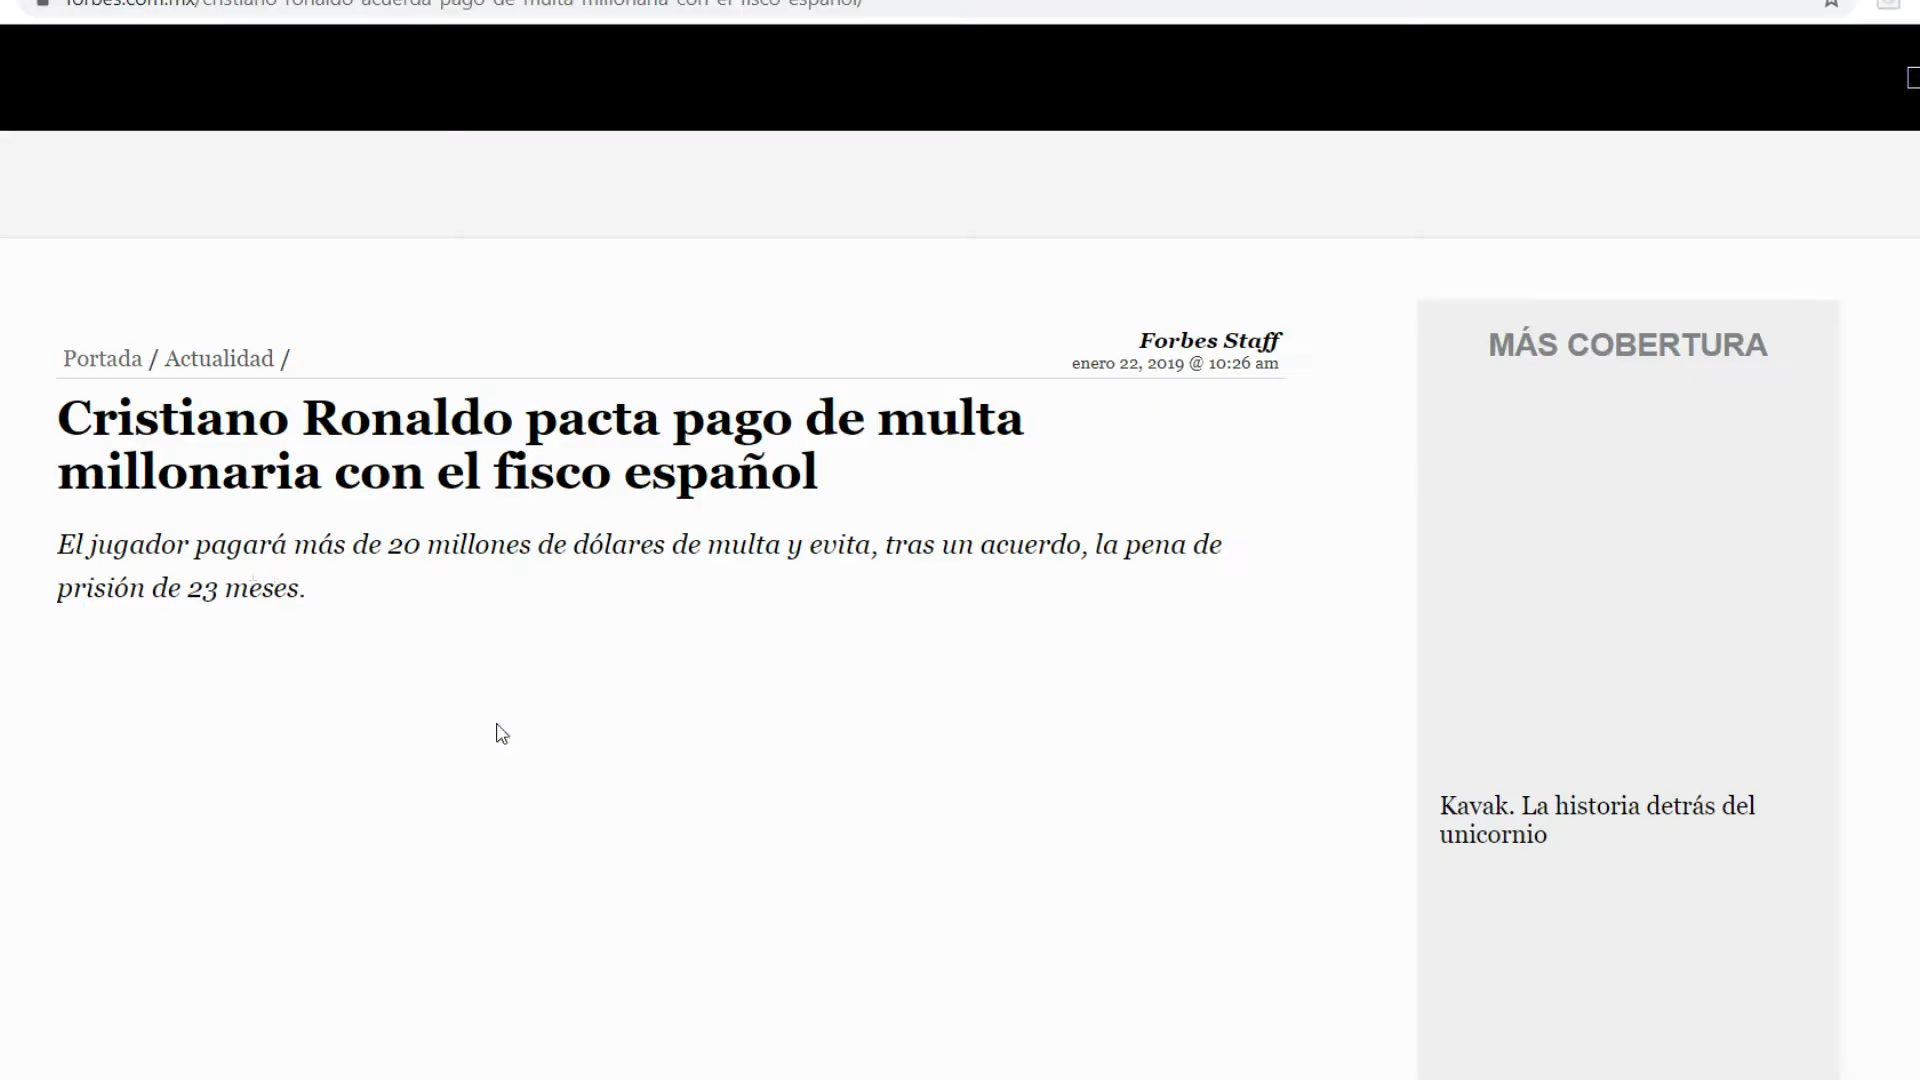 forbes.com.mx/cristiano-ronaldo-acuerda-pago-de-multa-millonaria-con-el-fisco-espanol/
Portada / Actualidad /
Forbes Staff
enero 22, 2019 @ 10:26 am
Cristiano Ronaldo pacta pago de multa
millonaria con el fisco español
El jugador pagará más de 20 millones de dólares de multa y evita, tras un acuerdo, la pena de
prisión de 23 meses.
MÁS COBERTURA
Kavak. La historia detrás del
unicornio